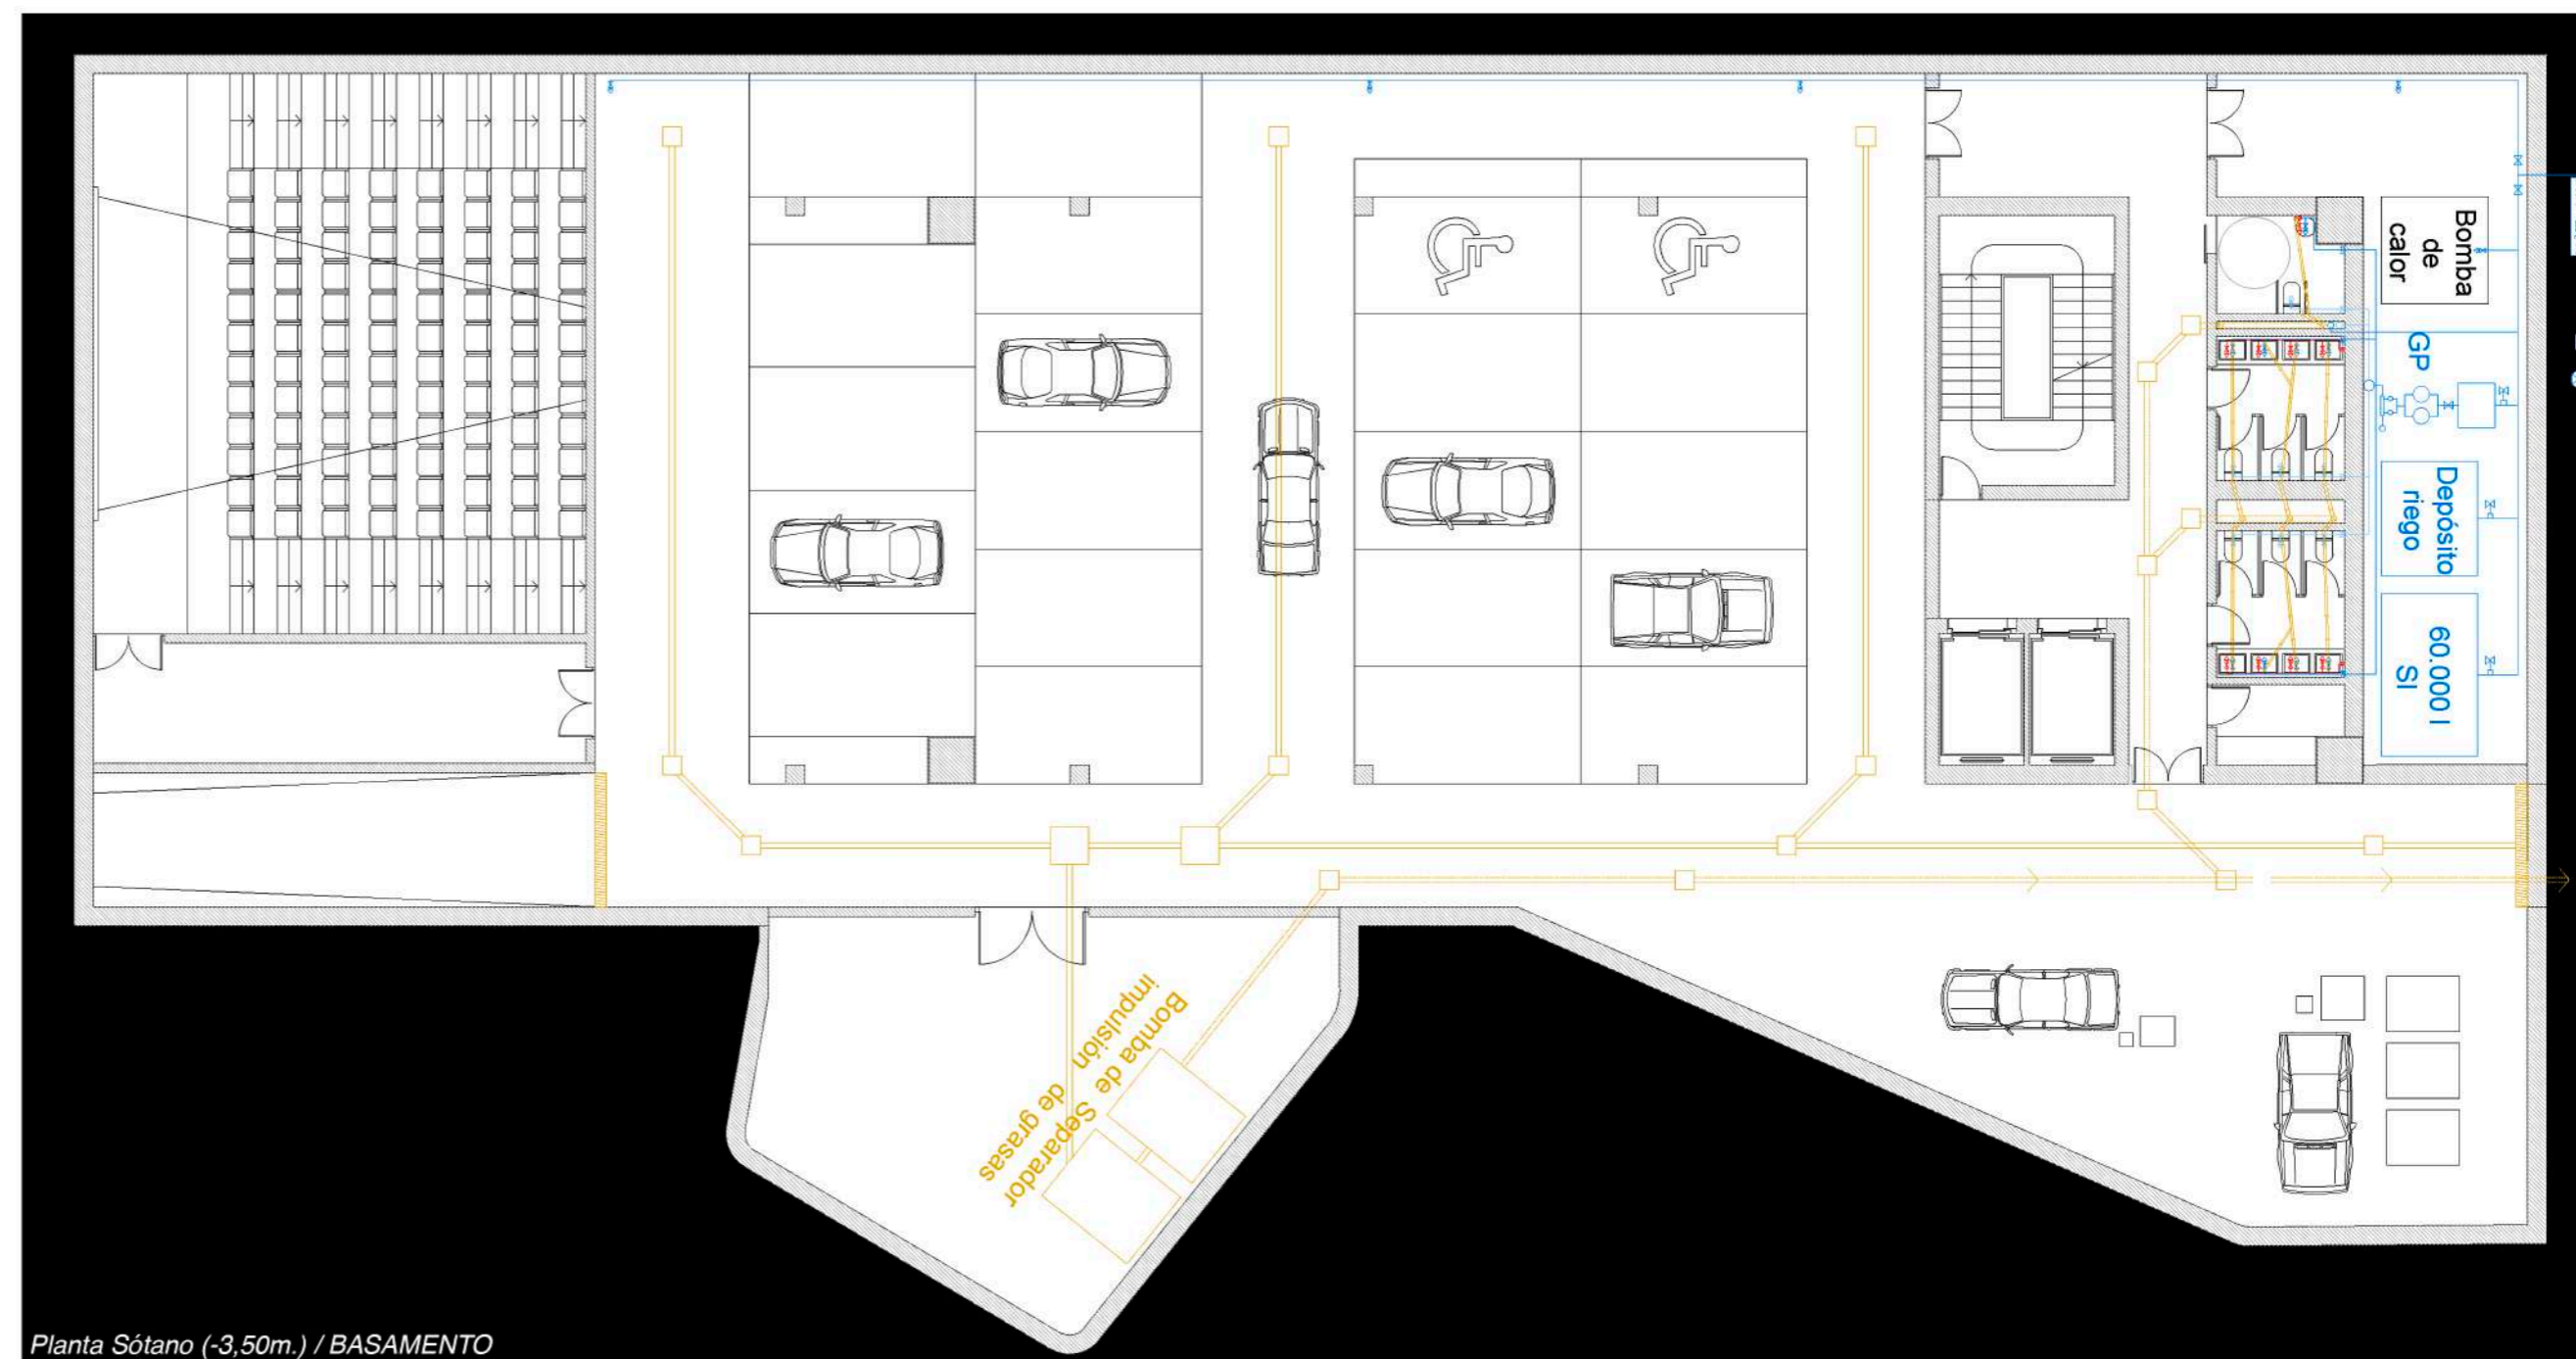 Bomba
de
calor
GP
Depósito
riego
60.000 l
SI
Bomba de
impulsión
Separador
de grasas
Planta Sótano (-3,50m.) / BASAMENTO